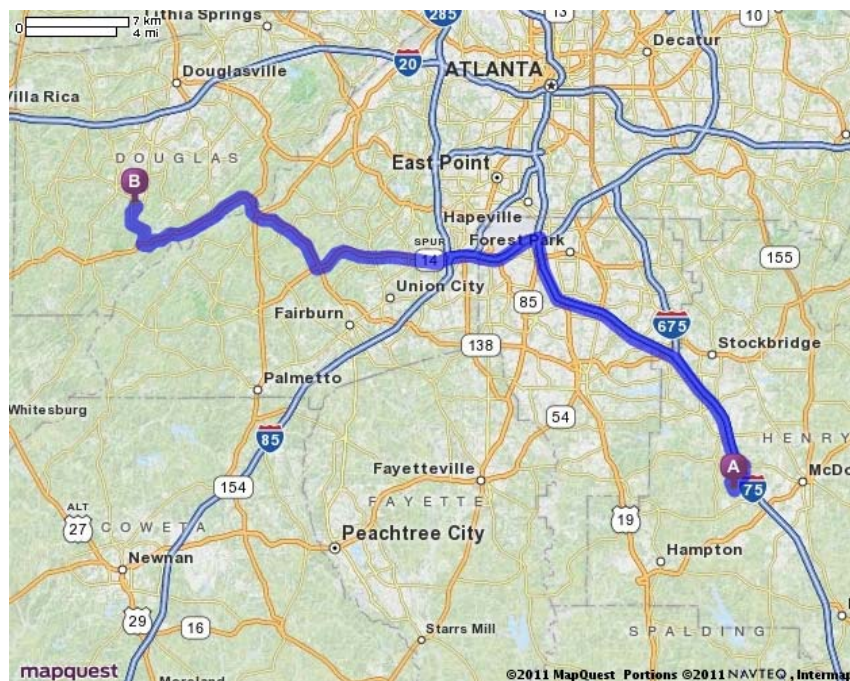 0
7 km
4 mi
ithia Springs
285
13
10
Decatur
20
ATLANTA
Douglasville
Villa Rica
DOUGLAS
East Point
B
Hapeville
SPUR
14
Forest Park
155
Union City
85
675
Fairburn
138
Stockbridge
Palmetto
Whitesburg
54
85
HENRY
Fayetteville
A
75
McDo
154
FAYETTE
ALT
27
COWETA
19
Peachtree City
Hampton
Newnan
29
16
Starrs Mill
SPALDING
Moreland
mapquest
©2011 MapQuest Portions ©2011 NAVTEQ, Intermap